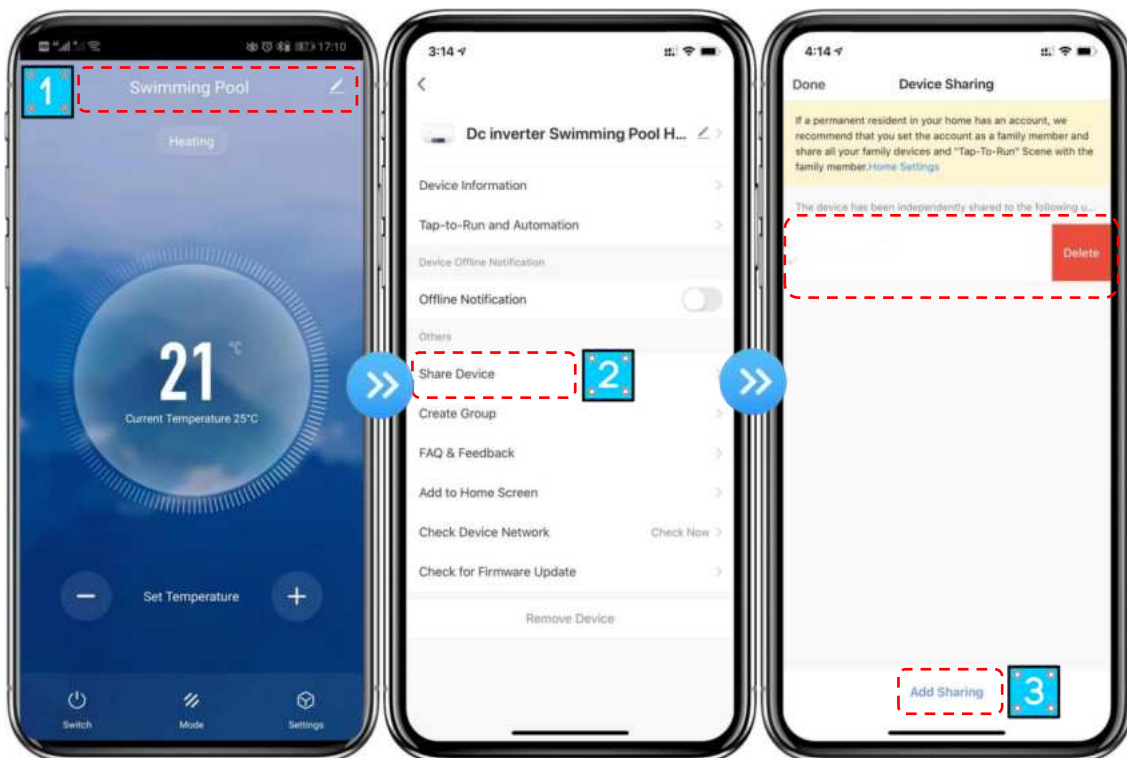 17:10
1
Swimming Pool
Heating
21 °C
Current Temperature 25°C
Set Temperature
Switch
Mode
Settings
3:14
Dc inverter Swimming Pool H...
Device Information
Tap-to-Run and Automation
Device Offline Notification
Offline Notification
Others
Share Device
2
Create Group
FAQ & Feedback
Add to Home Screen
Check Device Network Check Now
Check for Firmware Update
Remove Device
4:14
Done Device Sharing
If a permanent resident in your home has an account, we
recommend that you set the account as a family member and
share all your family devices and "Tap-To-Run" Scene with the
family member.Home Settings
The device has been independently shared to the following u...
Delete
Add Sharing
3